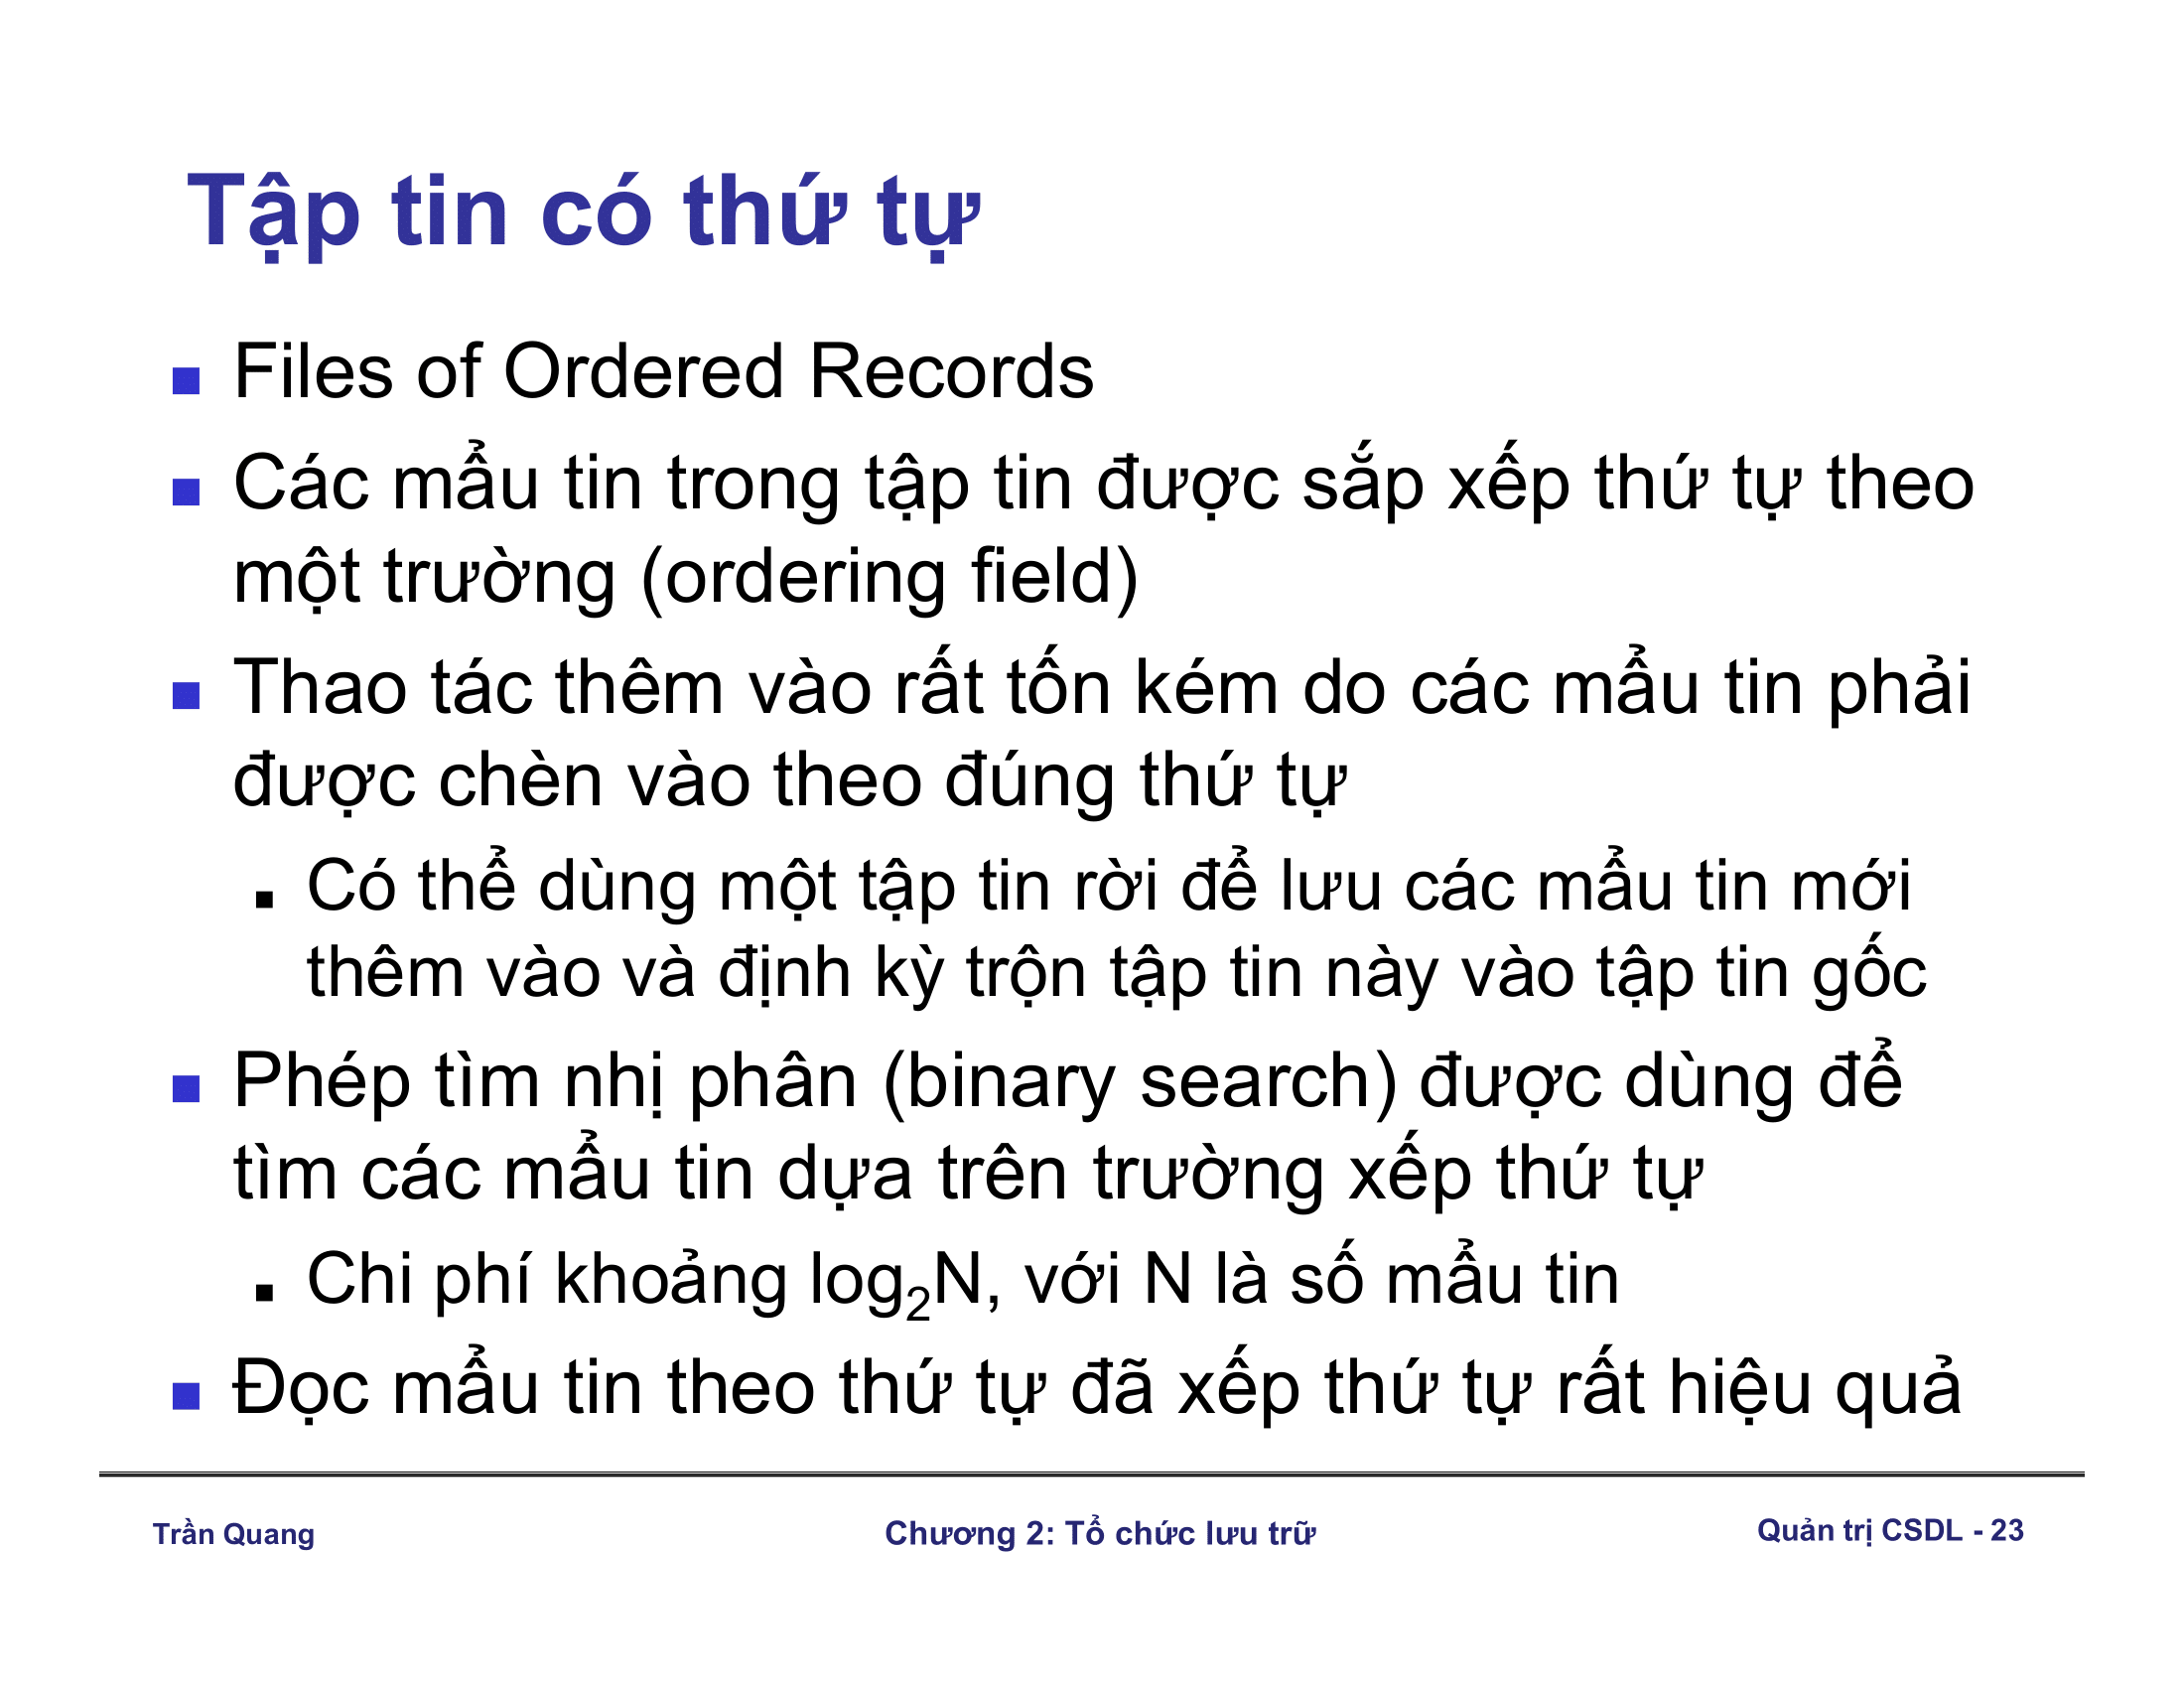 Tập tin có thứ tự
Files of Ordered Records
Các mẩu tin trong tập tin được sắp xếp thứ tự theo
một trường (ordering field)
Thao tác thêm vào rất tốn kém do các mẩu tin phải
được chèn vào theo đúng thứ tự
Có thể dùng một tập tin rời để lưu các mẩu tin mới
thêm vào và định kỳ trộn tập tin này vào tập tin gốc
Phép tìm nhị phân (binary search) được dùng để
tìm các mẩu tin dựa trên trường xếp thứ tự
Chi phí khoảng log₂N, với N là số mẩu tin
Đọc mẩu tin theo thứ tự đã xếp thứ tự rất hiệu quả
Trần Quang
Chương 2: Tổ chức lưu trữ
Quản trị CSDL - 23